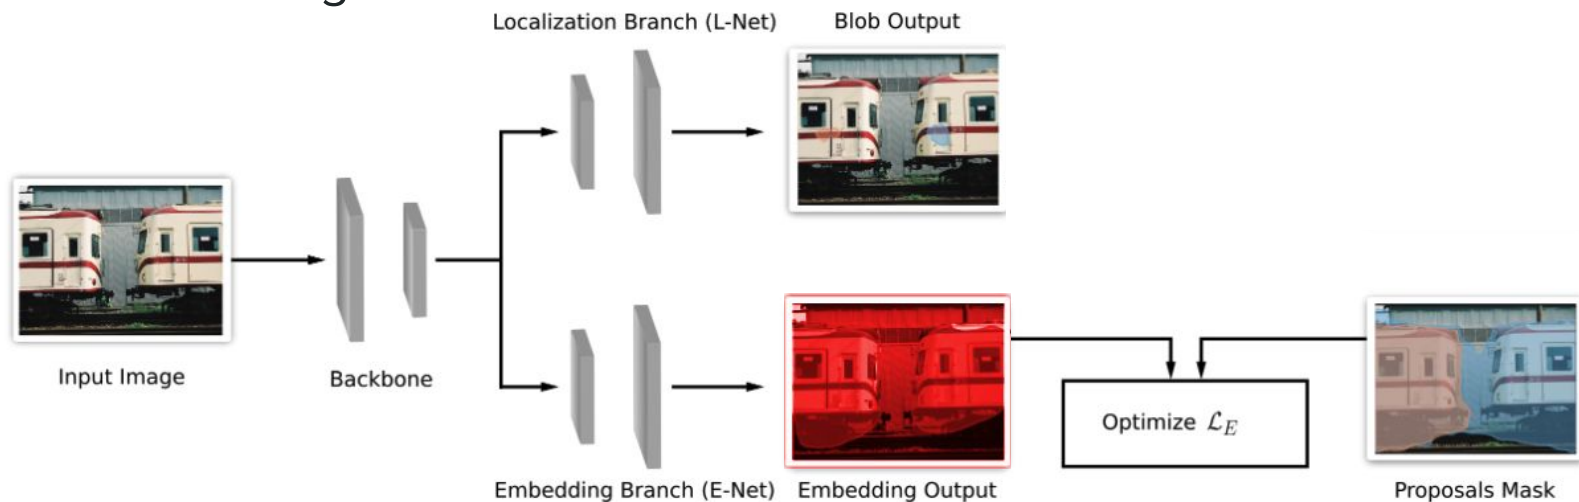 Localization Branch (L-Net)
Blob Output
Input Image
Backbone
Optimize ℒ_E
Embedding Branch (E-Net)
Embedding Output
Proposals Mask